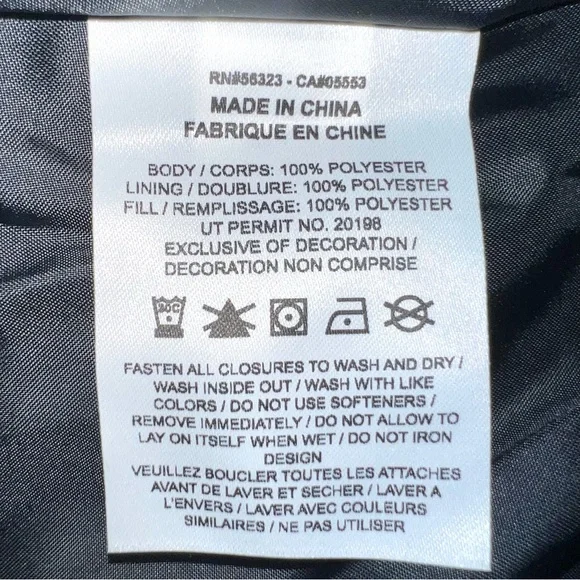 RN#56323 - CA#05553
MADE IN CHINA
FABRIQUE EN CHINE
BODY / CORPS: 100% POLYESTER
LINING / DOUBLURE: 100% POLYESTER
FILL / REMPLISSAGE: 100% POLYESTER
UT PERMIT NO. 20198
EXCLUSIVE OF DECORATION /
DECORATION NON COMPRISE
30C
FASTEN ALL CLOSURES TO WASH AND DRY /
WASH INSIDE OUT / WASH WITH LIKE
COLORS / DO NOT USE SOFTENERS /
REMOVE IMMEDIATELY / DO NOT ALLOW TO
LAY ON ITSELF WHEN WET / DO NOT IRON
DESIGN
VEUILLEZ BOUCLER TOUTES LES ATTACHES
AVANT DE LAVER ET SECHER / LAVER A
L'ENVERS / LAVER AVEC COULEURS
SIMILAIRES / NE PAS UTILISER